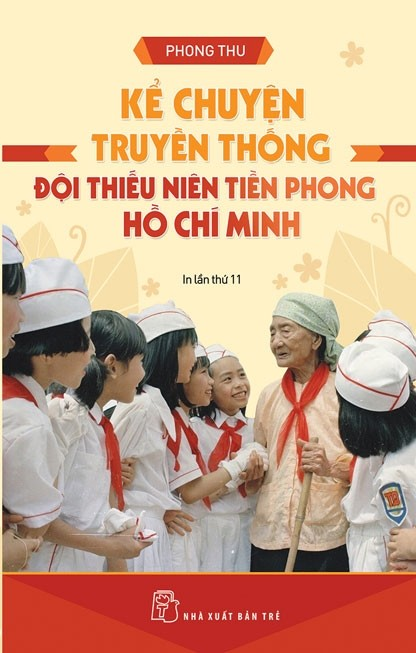 PHONG THU
KỂ CHUYỆN
TRUYỀN THỐNG
ĐỘI THIẾU NIÊN TIỀN PHONG
HỒ CHÍ MINH
In lần thứ 11
NHÀ XUẤT BẢN TRẺ